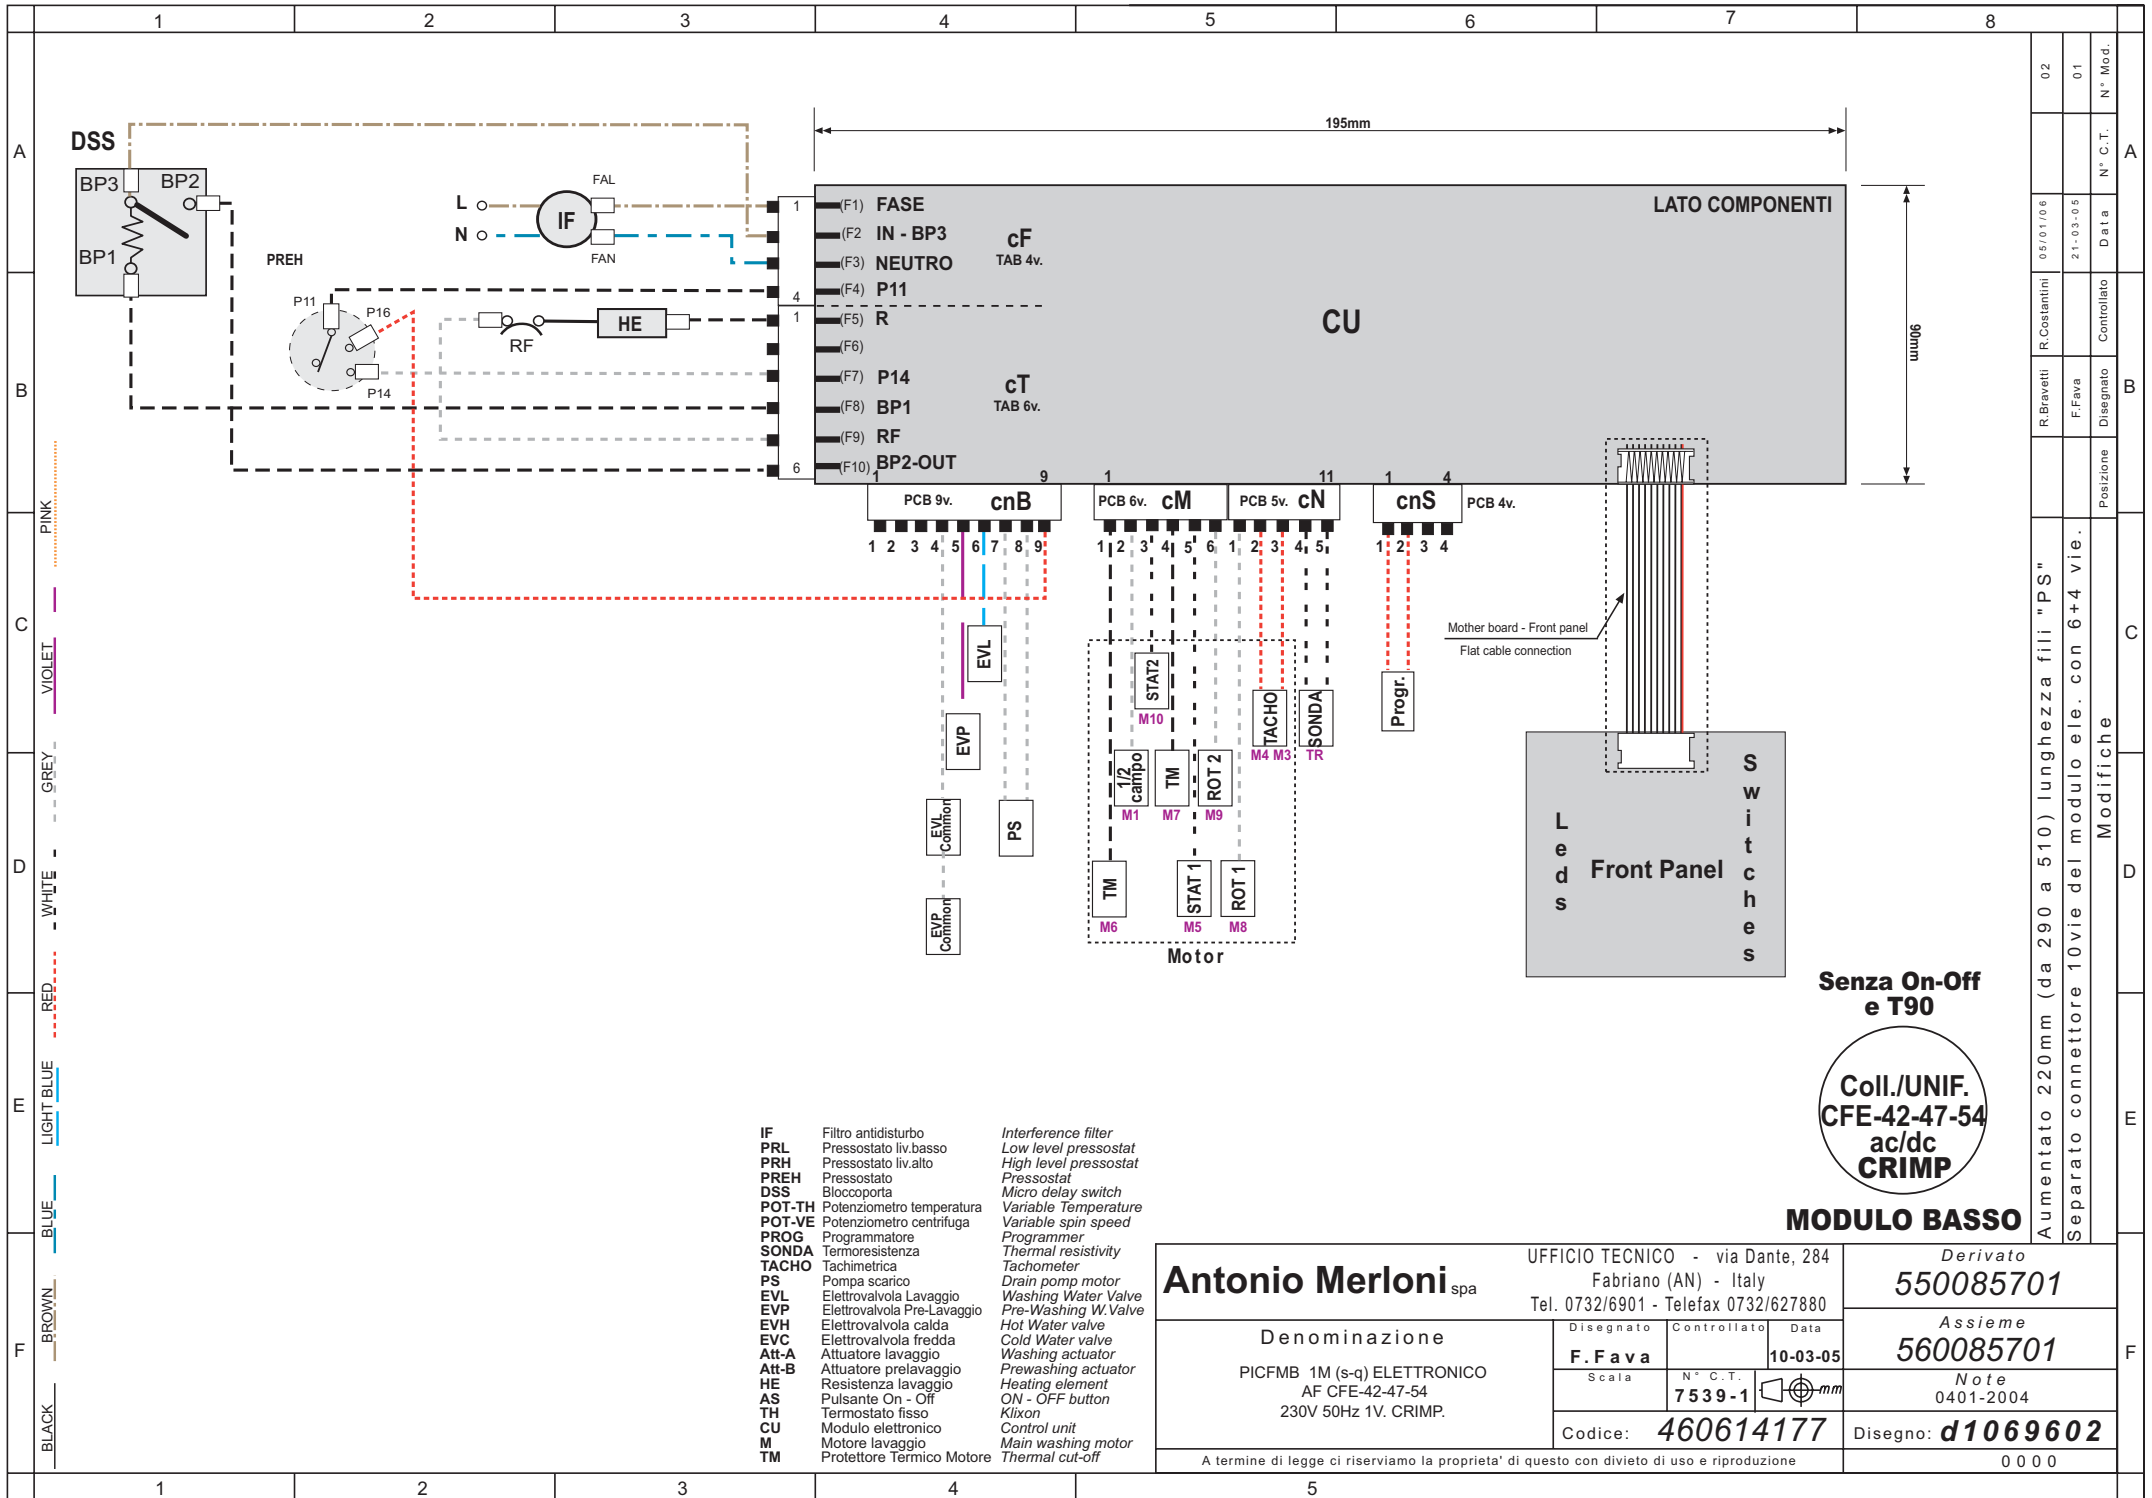 1 2 3 4 5 6 7 8
A
B
C
D
E
F
DSS
BP3
BP2
BP1
PREH
P11
P16
P14
L
N
IF
FAL
FAN
RF
HE
195mm
90mm
1
4
1
6
(F1) FASE
(F2 IN - BP3
(F3) NEUTRO
(F4) P11
(F5) R
(F6)
(F7) P14
(F8) BP1
(F9) RF
(F10) BP2-OUT
cF
TAB 4v.
cT
TAB 6v.
CU
LATO COMPONENTI
1 9
PCB 9v. cnB
1 2 3 4 5 6 7 8 9
1 11
PCB 6v. cM
PCB 5v. cN
1 2 3 4 5 6 1 2 3 4 5
1 4
cnS
PCB 4v.
1 2 3 4
EVL
EVP
EVL
Common
EVP
Common
PS
STAT2
M10
1/2
campo
M1
TM
M7
ROT 2
M9
TACHO
M4 M3
SONDA
TR
TM
M6
STAT 1
M5
ROT 1
M8
Motor
Progr.
Mother board - Front panel
Flat cable connection
Leds
Front Panel
Switches
PINK
VIOLET
GREY
WHITE
RED
LIGHT BLUE
BLUE
BROWN
BLACK
Senza On-Off
e T90
Coll./UNIF.
CFE-42-47-54
ac/dc
CRIMP
MODULO BASSO
IF Filtro antidisturbo Interference filter
PRL Pressostato liv.basso Low level pressostat
PRH Pressostato liv.alto High level pressostat
PREH Pressostato Pressostat
DSS Bloccoporta Micro delay switch
POT-TH Potenziometro temperatura Variable Temperature
POT-VE Potenziometro centrifuga Variable spin speed
PROG Programmatore Programmer
SONDA Termoresistenza Thermal resistivity
TACHO Tachimetrica Tachometer
PS Pompa scarico Drain pump motor
EVL Elettrovalvola Lavaggio Washing Water Valve
EVP Elettrovalvola Pre-Lavaggio Pre-Washing W.Valve
EVH Elettrovalvola calda Hot Water valve
EVC Elettrovalvola fredda Cold Water valve
Att-A Attuatore lavaggio Washing actuator
Att-B Attuatore prelavaggio Prewashing actuator
HE Resistenza lavaggio Heating element
AS Pulsante On - Off ON - OFF button
TH Termostato fisso Klixon
CU Modulo elettronico Control unit
M Motore lavaggio Main washing motor
TM Protettore Termico Motore Thermal cut-off
Antonio Merloni spa
UFFICIO TECNICO - via Dante, 284
Fabriano (AN) - Italy
Tel. 0732/6901 - Telefax 0732/627880
Derivato
550085701
Denominazione
PICFMB 1M (s-q) ELETTRONICO
AF CFE-42-47-54
230V 50Hz 1V. CRIMP.
Disegnato Controllato Data
F.Fava 10-03-05
Scala N° C.T.
7539-1 mm
Assieme
560085701
Note
0401-2004
Codice: 460614177
Disegno: d1069602
A termine di legge ci riserviamo la proprieta' di questo con divieto di uso e riproduzione
0000
Aumentato 220mm (da 290 a 510) lunghezza fili "PS" R.Bravetti R.Costantini 05/01/06 02
Separato connettore 10vie del modulo ele. con 6+4 vie. F.Fava 21-03-05 01
Modifiche Posizione Disegnato Controllato Data N° C.T. N° Mod.
A
B
C
D
E
F
1 2 3 4 5